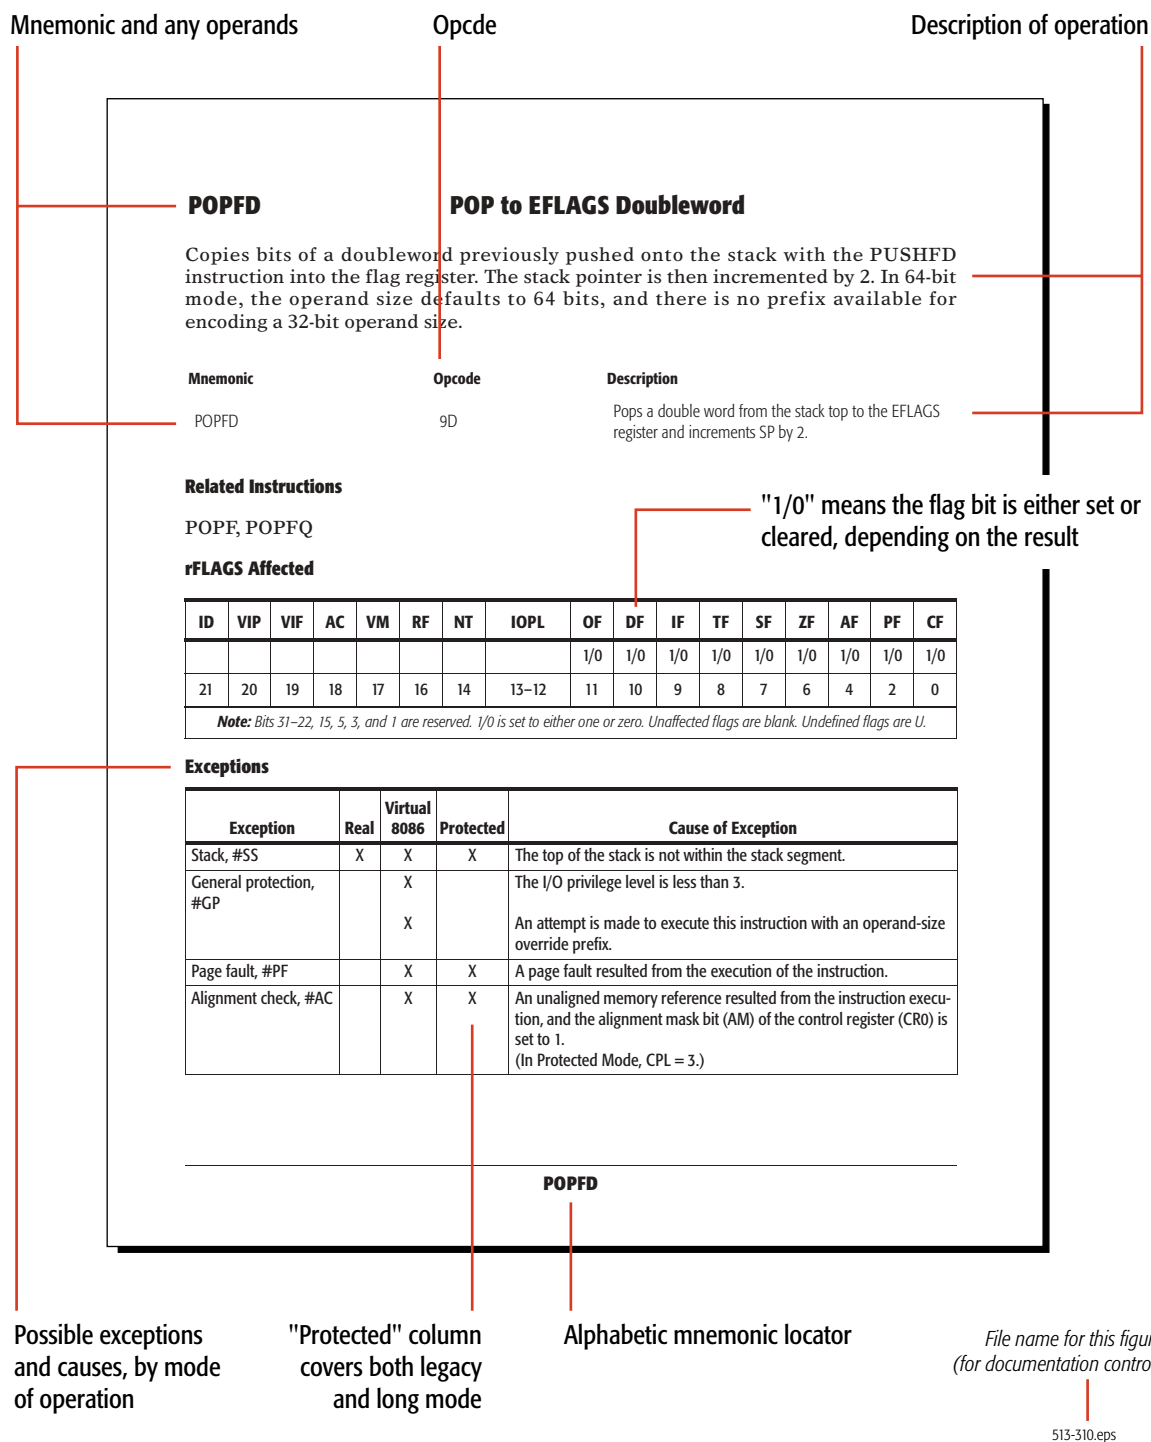 Mnemonic and any operands
Opcde
Description of operation
POPFD
POP to EFLAGS Doubleword
Copies bits of a doubleword previously pushed onto the stack with the PUSHFD
instruction into the flag register. The stack pointer is then incremented by 2. In 64-bit
mode, the operand size defaults to 64 bits, and there is no prefix available for
encoding a 32-bit operand size.
Mnemonic Opcode Description
POPFD 9D Pops a double word from the stack top to the EFLAGS
register and increments SP by 2.
Related Instructions
POPF, POPFQ
"1/0" means the flag bit is either set or
cleared, depending on the result
rFLAGS Affected
ID VIP VIF AC VM RF NT IOPL OF DF IF TF SF ZF AF PF CF
1/0 1/0 1/0 1/0 1/0 1/0 1/0 1/0 1/0
21 20 19 18 17 16 14 13–12 11 10 9 8 7 6 4 2 0
Note: Bits 31–22, 15, 5, 3, and 1 are reserved. 1/0 is set to either one or zero. Unaffected flags are blank. Undefined flags are U.
Exceptions
Exception Real Virtual
8086 Protected Cause of Exception
Stack, #SS X X X The top of the stack is not within the stack segment.
General protection,
#GP X The I/O privilege level is less than 3.
X An attempt is made to execute this instruction with an operand-size
override prefix.
Page fault, #PF X X A page fault resulted from the execution of the instruction.
Alignment check, #AC X X An unaligned memory reference resulted from the instruction execu-
tion, and the alignment mask bit (AM) of the control register (CR0) is
set to 1.
(In Protected Mode, CPL = 3.)
POPFD
Possible exceptions
and causes, by mode
of operation
"Protected" column
covers both legacy
and long mode
Alphabetic mnemonic locator
File name for this
(for documentation
513-310.eps